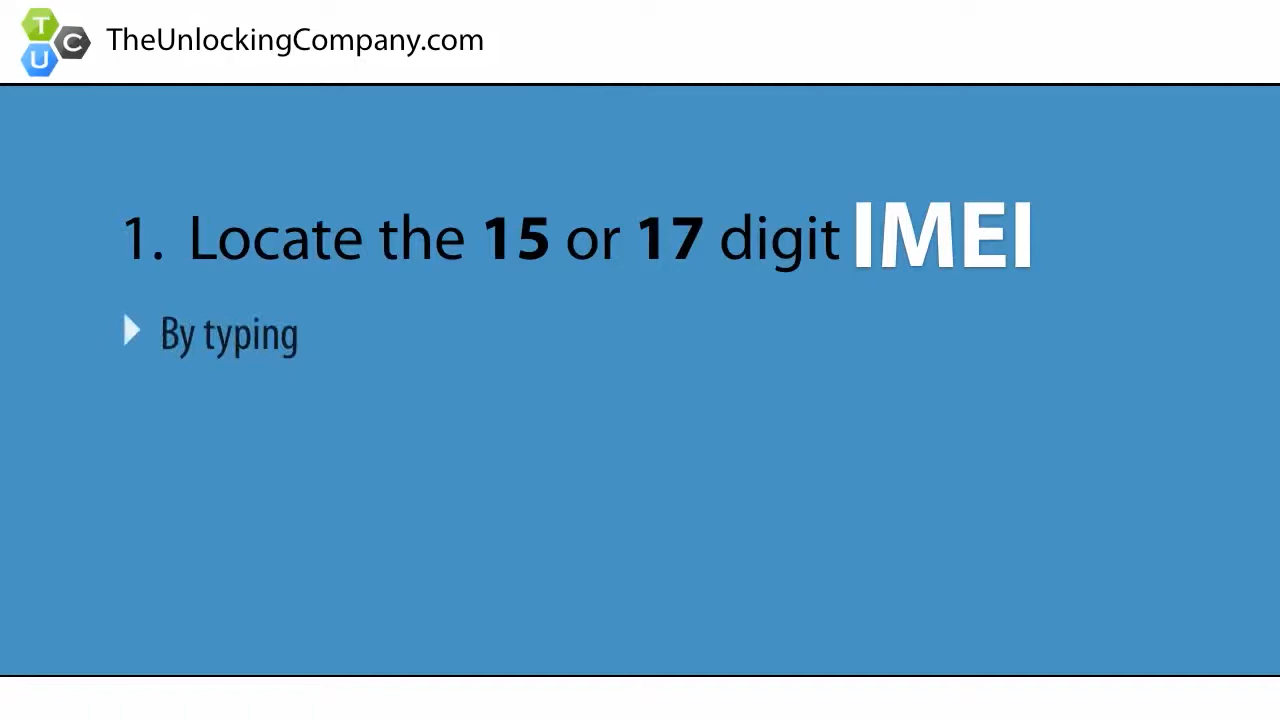 T
C
U
TheUnlockingCompany.com
1. Locate the 15 or 17 digit IMEI
By typing